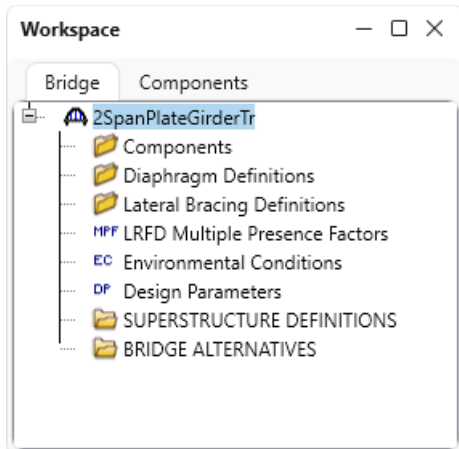 Workspace
Bridge Components
2SpanPlateGirderTr
Components
Diaphragm Definitions
Lateral Bracing Definitions
MPF LRFD Multiple Presence Factors
EC Environmental Conditions
DP Design Parameters
SUPERSTRUCTURE DEFINITIONS
BRIDGE ALTERNATIVES